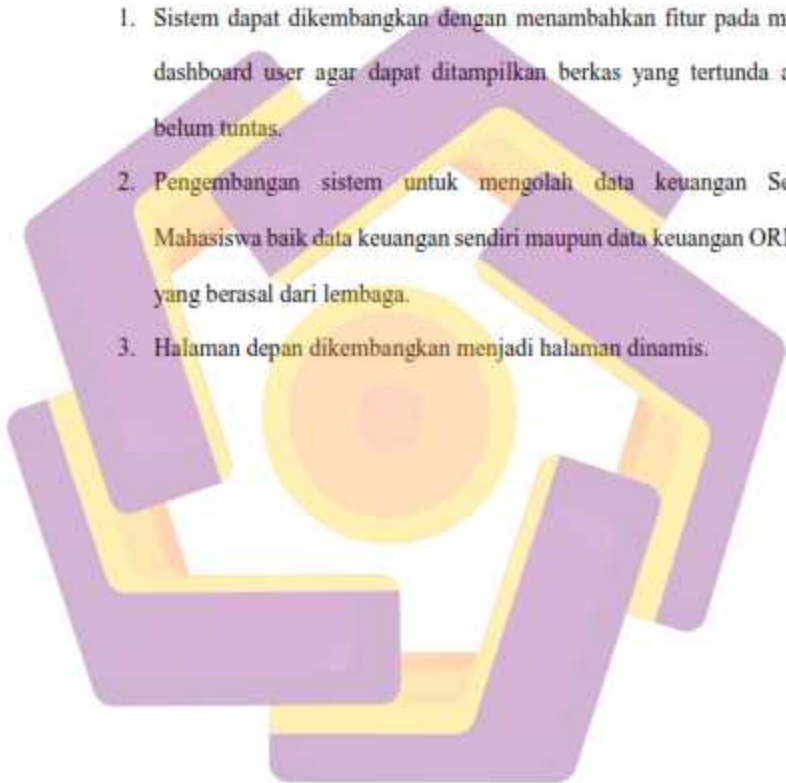 1. Sistem dapat dikembangkan dengan menambahkan fitur pada m
dashboard user agar dapat ditampilkan berkas yang tertunda a
belum tuntas.
2. Pengembangan sistem untuk mengolah data keuangan Se
Mahasiswa baik data keuangan sendiri maupun data keuangan OR
yang berasal dari lembaga.
3. Halaman depan dikembangkan menjadi halaman dinamis.